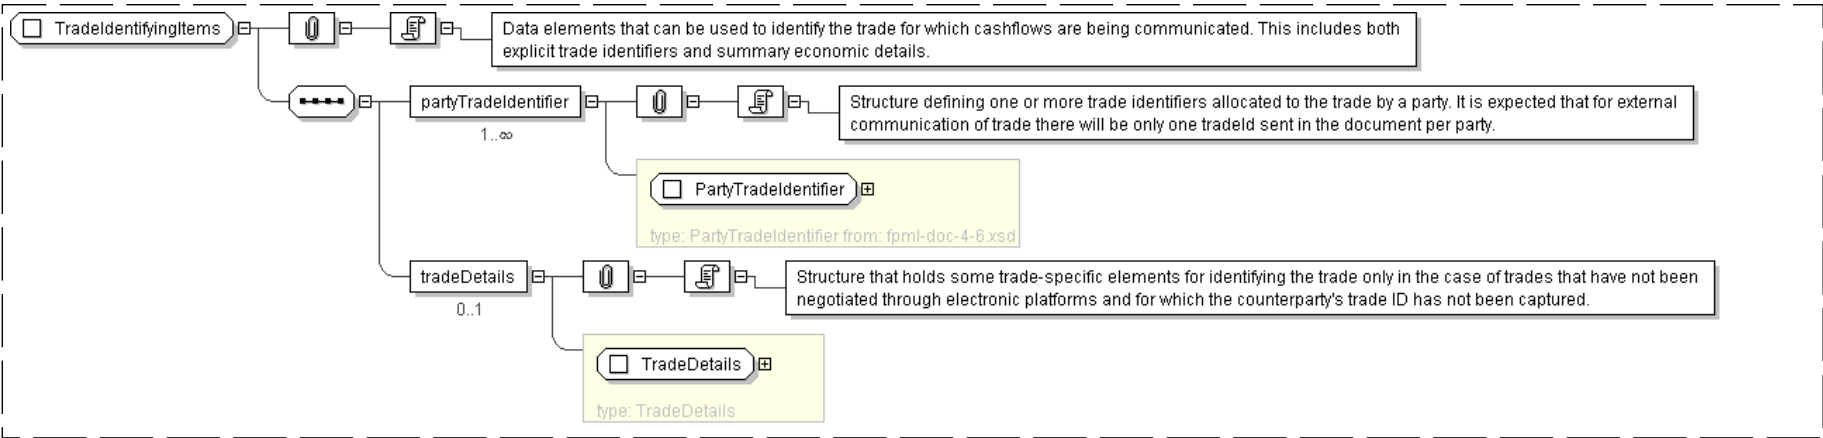 TradeIdentifyingItems
Data elements that can be used to identify the trade for which cashflows are being communicated. This includes both
explicit trade identifiers and summary economic details.
partyTradeIdentifier
1..∞
Structure defining one or more trade identifiers allocated to the trade by a party. It is expected that for external
communication of trade there will be only one tradeId sent in the document per party.
PartyTradeIdentifier
type: PartyTradeIdentifier from: fpml-doc-4-6.xsd
tradeDetails
0..1
Structure that holds some trade-specific elements for identifying the trade only in the case of trades that have not been
negotiated through electronic platforms and for which the counterparty's trade ID has not been captured.
TradeDetails
type: TradeDetails